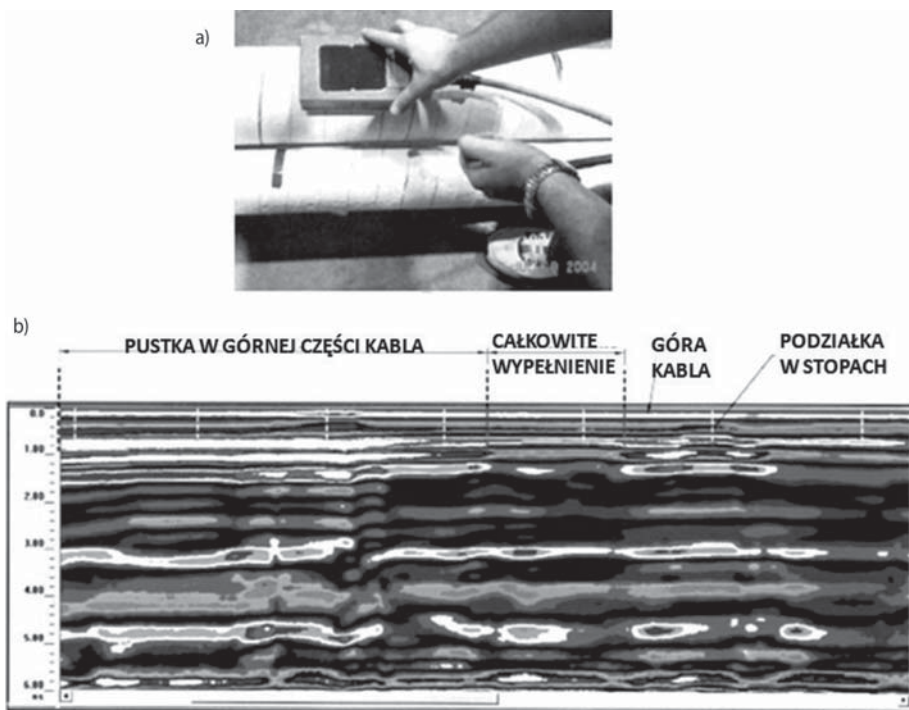 a)
2004
b)
PUSTKA W GÓRNEJ CZĘŚCI KABLA
CAŁKOWITE
WYPEŁNIENIE
GÓRA
KABLA
PODZIAŁKA
W STOPACH
0.0
1.00
2.00
3.00
4.00
5.00
6.00